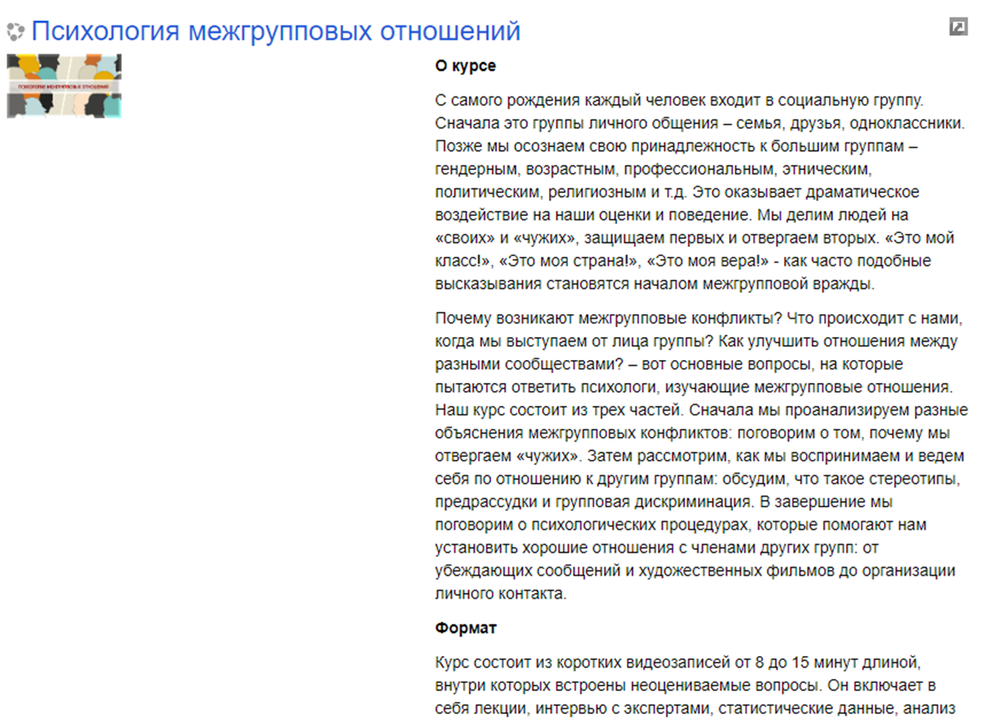 Психология межгрупповых отношений
ПСИХОЛОГИЯ МЕЖГРУППОВЫХ ОТНОШЕНИЙ
О курсе
С самого рождения каждый человек входит в социальную группу.
Сначала это группы личного общения – семья, друзья, одноклассники.
Позже мы осознаем свою принадлежность к большим группам –
гендерным, возрастным, профессиональным, этническим,
политическим, религиозным и т.д. Это оказывает драматическое
воздействие на наши оценки и поведение. Мы делим людей на
«своих» и «чужих», защищаем первых и отвергаем вторых. «Это мой
класс!», «Это моя страна!», «Это моя вера!» - как часто подобные
высказывания становятся началом межгрупповой вражды.
Почему возникают межгрупповые конфликты? Что происходит с нами,
когда мы выступаем от лица группы? Как улучшить отношения между
разными сообществами? – вот основные вопросы, на которые
пытаются ответить психологи, изучающие межгрупповые отношения.
Наш курс состоит из трех частей. Сначала мы проанализируем разные
объяснения межгрупповых конфликтов: поговорим о том, почему мы
отвергаем «чужих». Затем рассмотрим, как мы воспринимаем и ведем
себя по отношению к другим группам: обсудим, что такое стереотипы,
предрассудки и групповая дискриминация. В завершение мы
поговорим о психологических процедурах, которые помогают нам
установить хорошие отношения с членами других групп: от
убеждающих сообщений и художественных фильмов до организации
личного контакта.
Формат
Курс состоит из коротких видеозаписей от 8 до 15 минут длиной,
внутри которых встроены неоцениваемые вопросы. Он включает в
себя лекции, интервью с экспертами, статистические данные, анализ